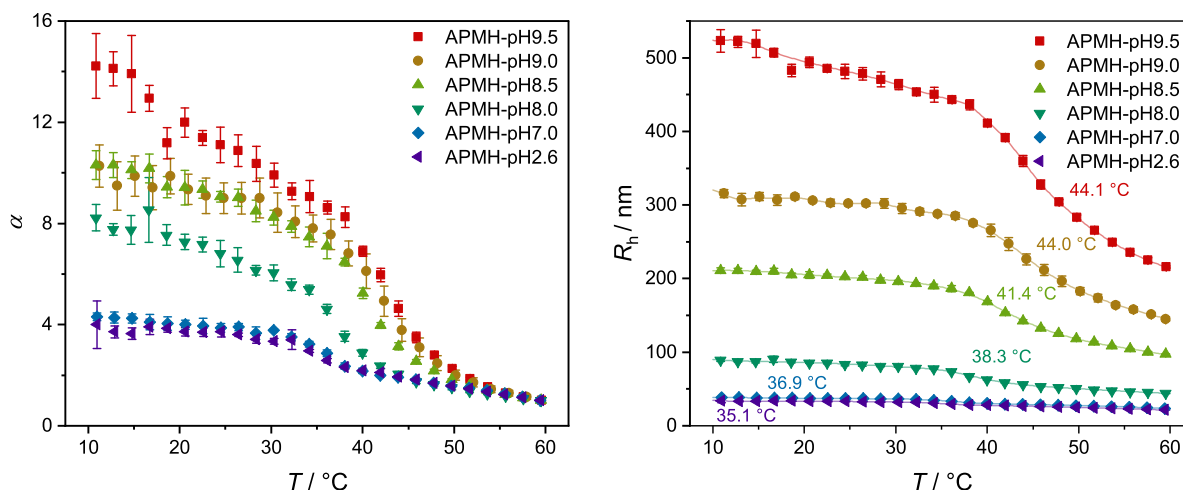 16
12
8
4
0
α
10 20 30 40 50 60
T / °C
APMH-pH9.5
APMH-pH9.0
APMH-pH8.5
APMH-pH8.0
APMH-pH7.0
APMH-pH2.6
500
400
300
200
100
0
Rh / nm
10 20 30 40 50 60
T / °C
APMH-pH9.5
APMH-pH9.0
APMH-pH8.5
APMH-pH8.0
APMH-pH7.0
APMH-pH2.6
44.1 °C
44.0 °C
41.4 °C
38.3 °C
36.9 °C
35.1 °C